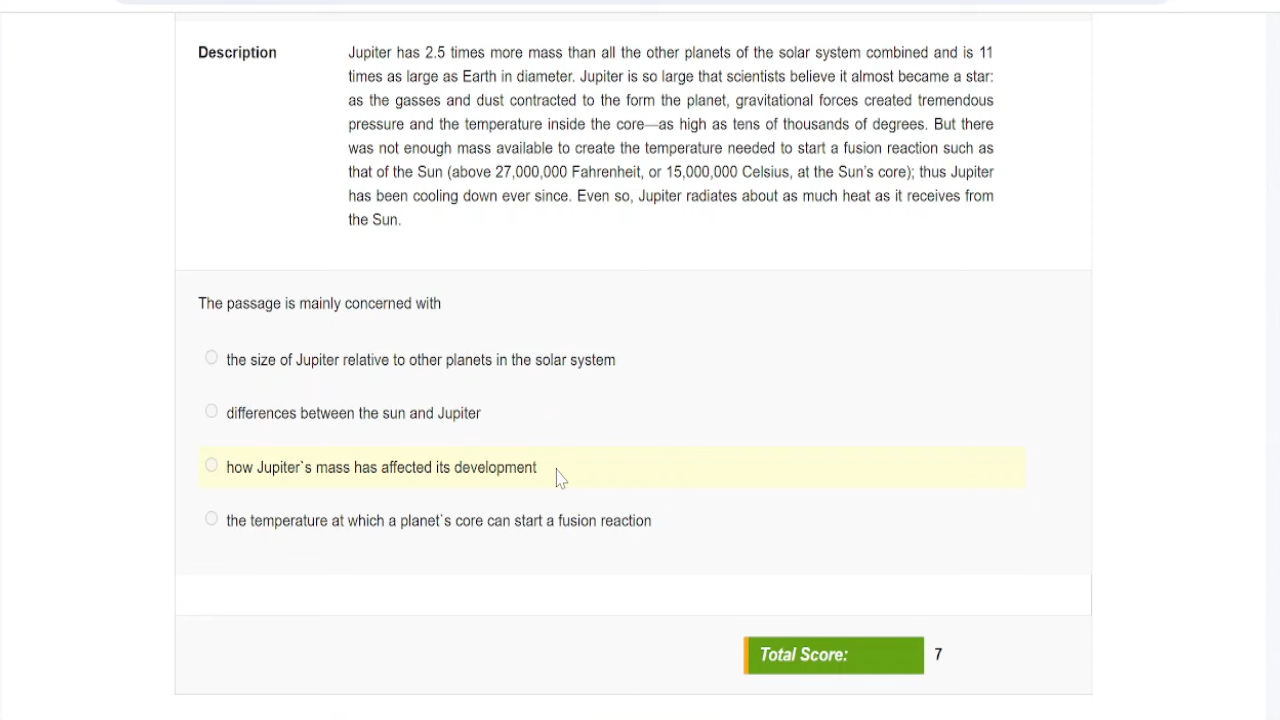 Description
Jupiter has 2.5 times more mass than all the other planets of the solar system combined and is 11
times as large as Earth in diameter. Jupiter is so large that scientists believe it almost became a star:
as the gasses and dust contracted to the form the planet, gravitational forces created tremendous
pressure and the temperature inside the core—as high as tens of thousands of degrees. But there
was not enough mass available to create the temperature needed to start a fusion reaction such as
that of the Sun (above 27,000,000 Fahrenheit, or 15,000,000 Celsius, at the Sun's core); thus Jupiter
has been cooling down ever since. Even so, Jupiter radiates about as much heat as it receives from
the Sun.
The passage is mainly concerned with
the size of Jupiter relative to other planets in the solar system
differences between the sun and Jupiter
how Jupiter`s mass has affected its development
the temperature at which a planet`s core can start a fusion reaction
Total Score: 7